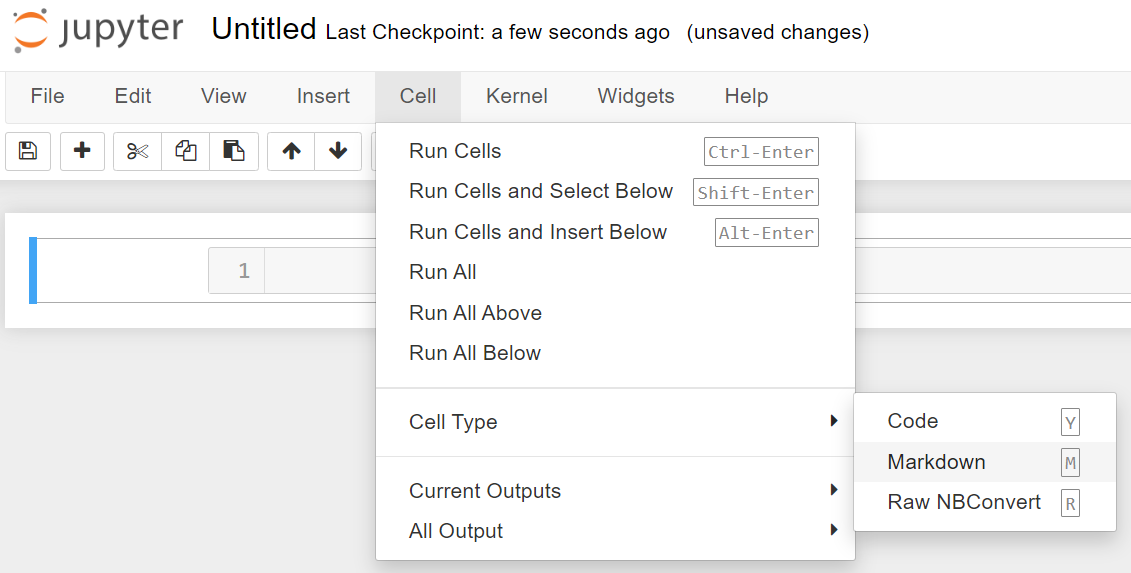 jupyter Untitled Last Checkpoint: a few seconds ago (unsaved changes)
File Edit View Insert Cell Kernel Widgets Help
Run Cells Ctrl-Enter
Run Cells and Select Below Shift-Enter
Run Cells and Insert Below Alt-Enter
1 Run All
Run All Above
Run All Below
Cell Type
Code Y
Markdown M
Raw NBConvert R
Current Outputs
All Output